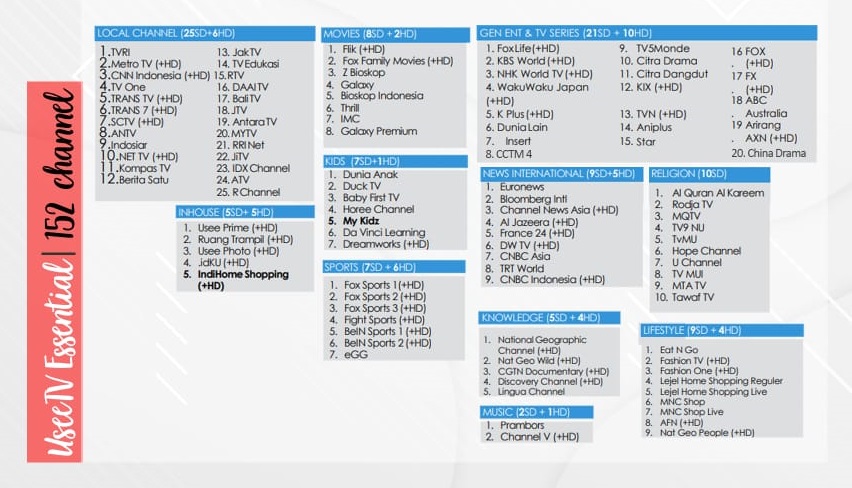 UseeTV Essential | 152 channel
LOCAL CHANNEL (25SD+6HD)
1.TVRI
2.Metro TV (+HD)
3.CNN Indonesia (+HD)
4.TV One
5.TRANS TV (+HD)
6.TRANS 7 (+HD)
7.SCTV (+HD)
8.ANTV
9.Indosiar
10.NET TV (+HD)
11.Kompas TV
12.Berita Satu
13. JakTV
14. TV Edukasi
15. RTV
16. DAAI TV
17. Bali TV
18. JTV
19. Antara TV
20. MYTV
21. RRI Net
22. JiTV
23. IDX Channel
24. ATV
25. R Channel
INHOUSE (5SD+ 5HD)
1. Usee Prime (+HD)
2. Ruang Trampil (+HD)
3. Usee Photo (+HD)
4. JdKU (+HD)
5. IndiHome Shopping
(+HD)
MOVIES (8SD + 2HD)
1. Flik (+HD)
2. Fox Family Movies (+HD)
3. Z Bioskop
4. Galaxy
5. Bioskop Indonesia
6. Thrill
7. IMC
8. Galaxy Premium
KIDS (7SD+1HD)
1. Dunia Anak
2. Duck TV
3. Baby First TV
4. Horee Channel
5. My Kidz
6. Da Vinci Learning
7. Dreamworks (+HD)
SPORTS (7SD + 6HD)
1. Fox Sports 1(+HD)
2. Fox Sports 2 (+HD)
3. Fox Sports 3 (+HD)
4. Fight Sports (+HD)
5. BeIN Sports 1 (+HD)
6. BeIN Sports 2 (+HD)
7. eGG
GEN ENT & TV SERIES (21SD + 10HD)
1. FoxLife(+HD)
2. KBS World (+HD)
3. NHK World TV (+HD)
4. WakuWaku Japan
(+HD)
5. K Plus (+HD)
6. Dunia Lain
7. Insert
8. CCTM 4
9. TV5Monde
10. Citra Drama
11. Citra Dangdut
12. KIX (+HD)
13. TVN (+HD)
14. Aniplus
15. Star
16 FOX
. (+HD)
17 FX
. (+HD)
18 ABC
. Australia
19 Arirang
. AXN (+HD)
20. China Drama
NEWS INTERNATIONAL (9SD+5HD)
1. Euronews
2. Bloomberg Intl
3. Channel News Asia (+HD)
4. Al Jazeera (+HD)
5. France 24 (+HD)
6. DW TV (+HD)
7. CNBC Asia
8. TRT World
9. CNBC Indonesia (+HD)
RELIGION (10SD)
1. Al Quran Al Kareem
2. Rodja TV
3. MQTV
4. TV9 NU
5. TvMU
6. Hope Channel
7. U Channel
8. TV MUI
9. MTA TV
10. Tawaf TV
KNOWLEDGE (5SD + 4HD)
1. National Geographic
Channel (+HD)
2. Nat Geo Wild (+HD)
3. CGTN Documentary (+HD)
4. Discovery Channel (+HD)
5. Lingua Channel
MUSIC (2SD + 1HD)
1. Prambors
2. Channel V (+HD)
LIFESTYLE (9SD + 4HD)
1. Eat N Go
2. Fashion TV (+HD)
3. Fashion One (+HD)
4. Lejel Home Shopping Reguler
5. Lejel Home Shopping Live
6. MNC Shop
7. MNC Shop Live
8. AFN (+HD)
9. Nat Geo People (+HD)